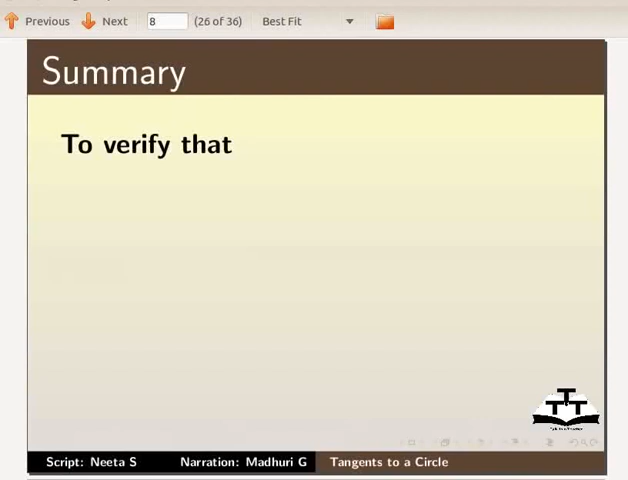 Previous Next 8 (26 of 36) Best Fit
Summary
To verify that
TTT
Script: Neeta S Narration: Madhuri G Tangents to a Circle